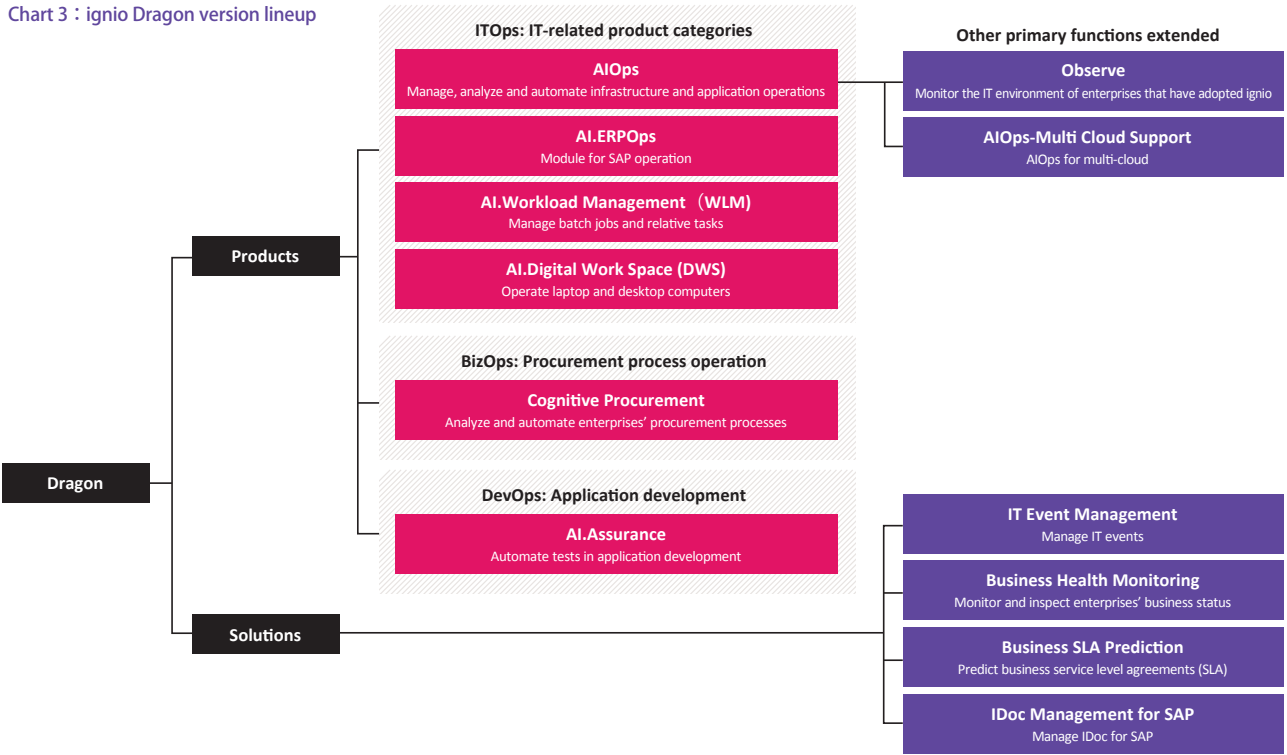 Chart 3：ignio Dragon version lineup
ITOps: IT-related product categories
AIOps
Manage, analyze and automate infrastructure and application operations
AI.ERPOps
Module for SAP operation
AI.Workload Management（WLM)
Manage batch jobs and relative tasks
AI.Digital Work Space (DWS)
Operate laptop and desktop computers
Other primary functions extended
Observe
Monitor the IT environment of enterprises that have adopted ignio
AIOps-Multi Cloud Support
AIOps for multi-cloud
Products
BizOps: Procurement process operation
Cognitive Procurement
Analyze and automate enterprises’ procurement processes
Dragon
DevOps: Application development
AI.Assurance
Automate tests in application development
Solutions
IT Event Management
Manage IT events
Business Health Monitoring
Monitor and inspect enterprises’ business status
Business SLA Prediction
Predict business service level agreements (SLA)
IDoc Management for SAP
Manage IDoc for SAP